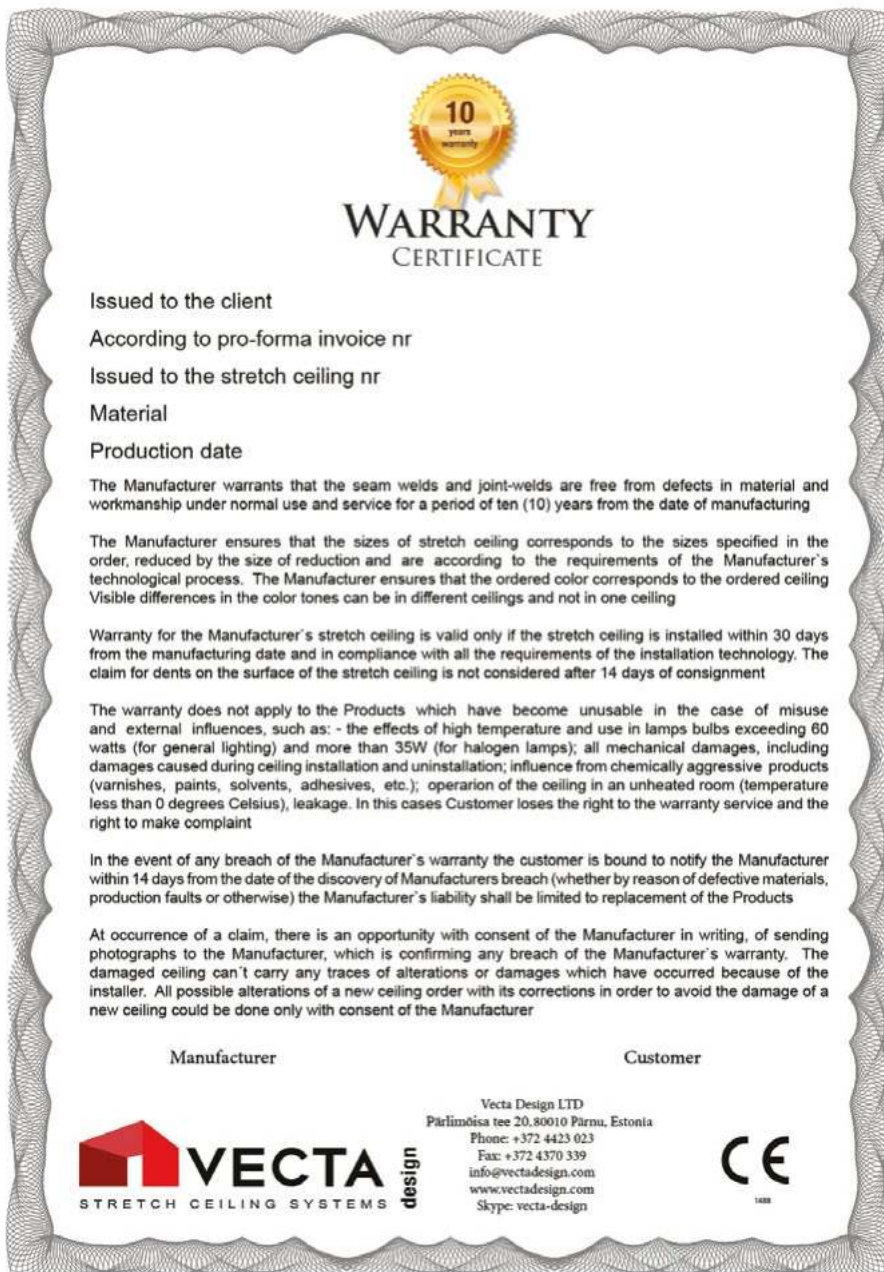 10
years
warranty
WARRANTY
CERTIFICATE
Issued to the client
According to pro-forma invoice nr
Issued to the stretch ceiling nr
Material
Production date
The Manufacturer warrants that the seam welds and joint-welds are free from defects in material and
workmanship under normal use and service for a period of ten (10) years from the date of manufacturing
The Manufacturer ensures that the sizes of stretch ceiling corresponds to the sizes specified in the
order, reduced by the size of reduction and are according to the requirements of the Manufacturer`s
technological process. The Manufacturer ensures that the ordered color corresponds to the ordered ceiling
Visible differences in the color tones can be in different ceilings and not in one ceiling
Warranty for the Manufacturer`s stretch ceiling is valid only if the stretch ceiling is installed within 30 days
from the manufacturing date and in compliance with all the requirements of the installation technology. The
claim for dents on the surface of the stretch ceiling is not considered after 14 days of consignment
The warranty does not apply to the Products which have become unusable in the case of misuse
and external influences, such as: - the effects of high temperature and use in lamps bulbs exceeding 60
watts (for general lighting) and more than 35W (for halogen lamps); all mechanical damages, including
damages caused during ceiling installation and uninstallation; influence from chemically aggressive products
(varnishes, paints, solvents, adhesives, etc.); operarion of the ceiling in an unheated room (temperature
less than 0 degrees Celsius), leakage. In this cases Customer loses the right to the warranty service and the
right to make complaint
In the event of any breach of the Manufacturer`s warranty the customer is bound to notify the Manufacturer
within 14 days from the date of the discovery of Manufacturers breach (whether by reason of defective materials,
production faults or otherwise) the Manufacturer`s liability shall be limited to replacement of the Products
At occurrence of a claim, there is an opportunity with consent of the Manufacturer in writing, of sending
photographs to the Manufacturer, which is confirming any breach of the Manufacturer`s warranty. The
damaged ceiling can´t carry any traces of alterations or damages which have occurred because of the
installer. All possible alterations of a new ceiling order with its corrections in order to avoid the damage of a
new ceiling could be done only with consent of the Manufacturer
Manufacturer
Customer
VECTA
design
STRETCH CEILING SYSTEMS
Vecta Design LTD
Pärlimõisa tee 20,80010 Pärnu, Estonia
Phone: +372 4423 023
Fax: +372 4370 339
info@vectadesign.com
www.vectadesign.com
Skype: vecta-design
CE
1488